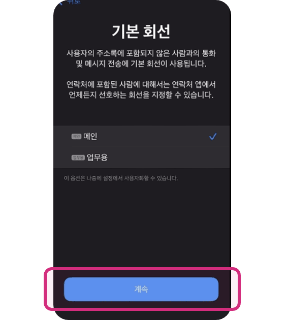 기본 회선
사용자의 주소록에 포함되지 않은 사람과의 통화
및 메시지 전송에 기본 회선이 사용됩니다.
연락처에 포함된 사람에 대해서는 연락처 앱에서
언제든지 선호하는 회선을 지정할 수 있습니다.
메인
업무용
이 옵션은 나중에 설정에서 사용자화할 수 있습니다.
계속